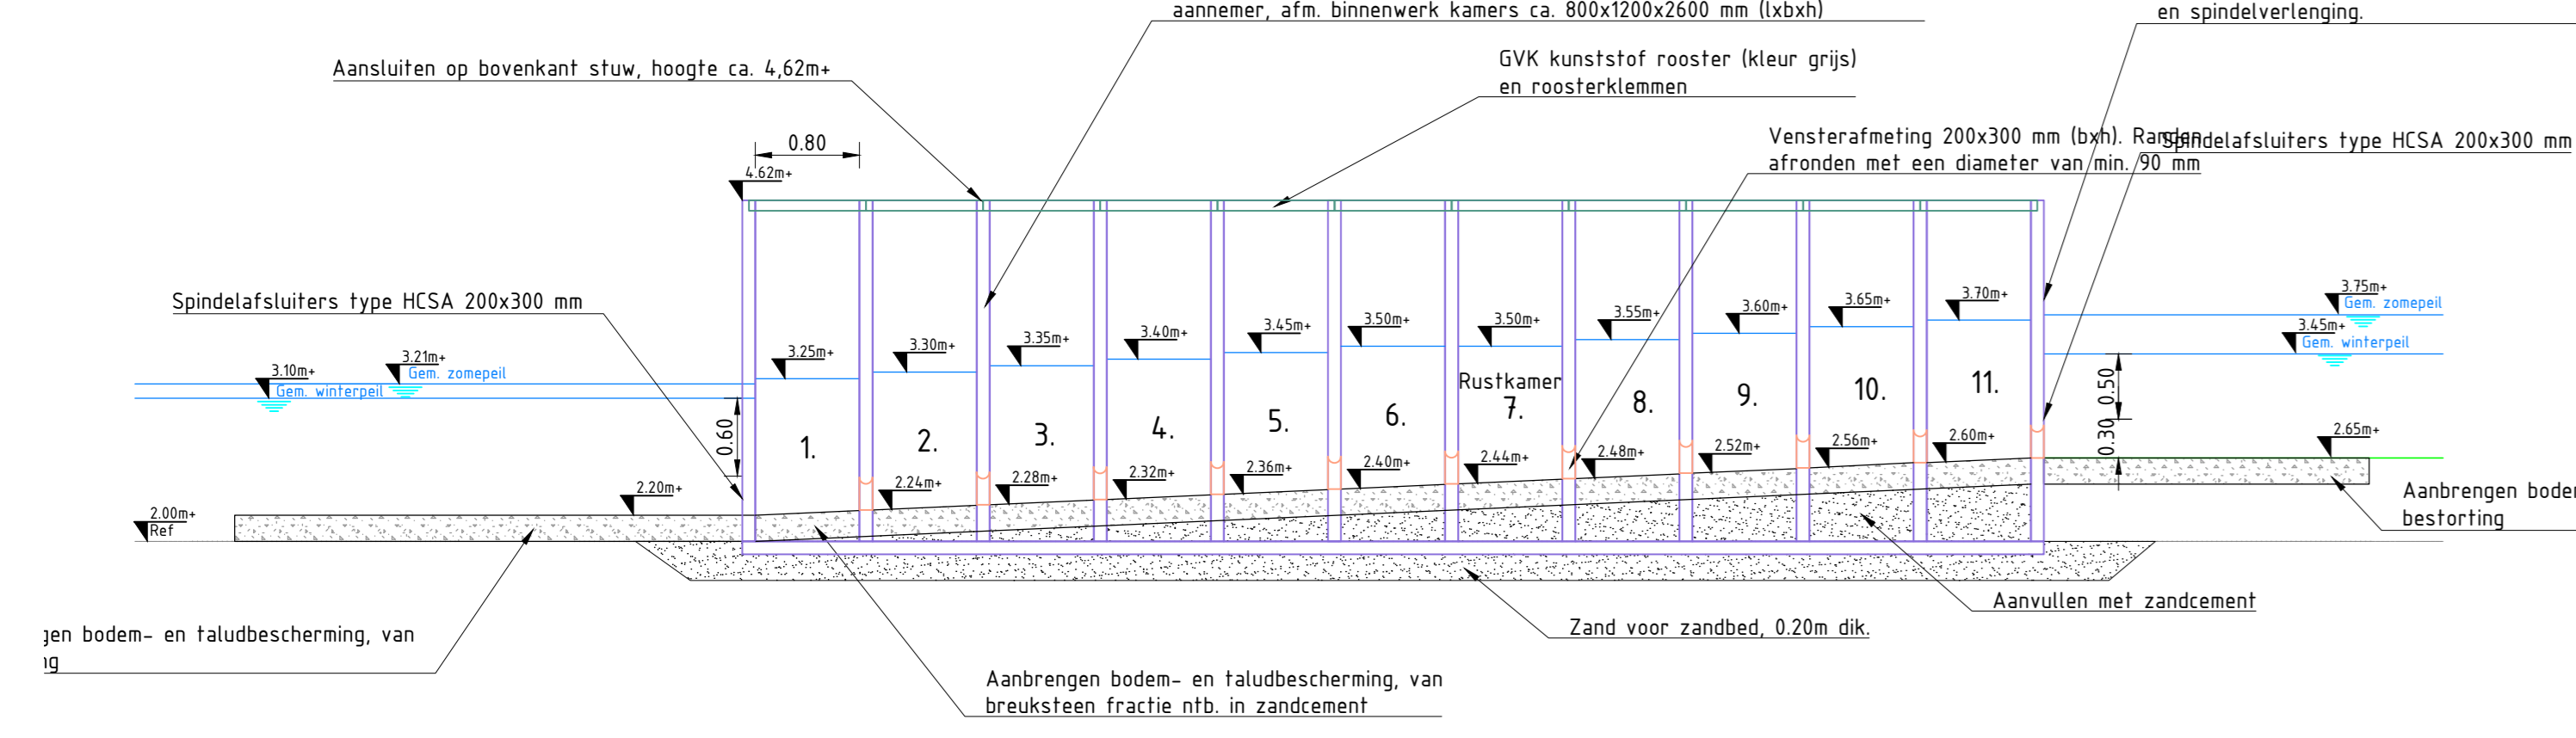 aannemer, afm. binnenwerk kamers ca. 800x1200x2600 mm (lxbxh)
en spindelverlenging.
Aansluiten op bovenkant stuw, hoogte ca. 4,62m+
GVK kunststof rooster (kleur grijs)
en roosterklemmen
Vensterafmeting 200x300 mm (bxh). Randen
afronden met een diameter van min. 90 mm
Spindelafsluiters type HCSA 200x300 mm
0.80
4.62m+
Spindelafsluiters type HCSA 200x300 mm
3.10m+
Gem. winterpeil
3.21m+
Gem. zomepeil
3.25m+
3.30m+
3.35m+
3.40m+
3.45m+
3.50m+
3.50m+
3.55m+
3.60m+
3.65m+
3.70m+
3.75m+
Gem. zomepeil
3.45m+
Gem. winterpeil
0.60
1.
2.
3.
4.
5.
6.
Rustkamer
7.
8.
9.
10.
11.
0.50
0.30
2.00m+
Ref
2.20m+
2.24m+
2.28m+
2.32m+
2.36m+
2.40m+
2.44m+
2.48m+
2.52m+
2.56m+
2.60m+
2.65m+
bestorting
Aanvullen met zandcement
Zand voor zandbed, 0.20m dik.
bodem- en taludbescherming, van
Aanbrengen bodem- en taludbescherming, van
breuksteen fractie ntb. in zandcement
Aanbrengen